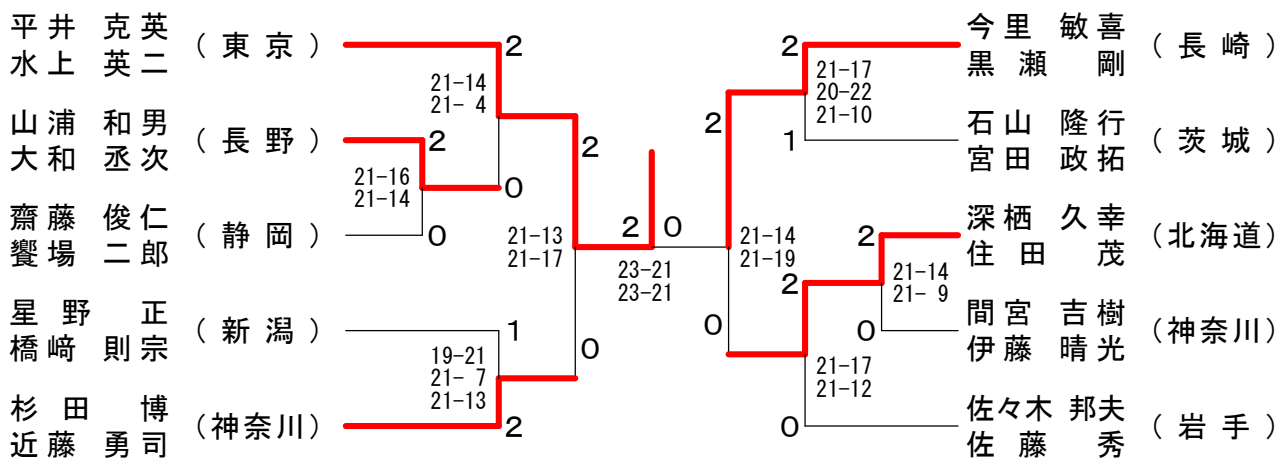 平井 克英
水上 英二
(東京)
2
21-14
21- 4
山浦 和男
大和 丞次
(長野)
2
0
21-16
21-14
齋藤 俊仁
饗場 二郎
(静岡)
0
21-13
21-17
2
0
星野 正
橋﨑 則宗
(新潟)
1
19-21
21- 7
21-13
杉田 博
近藤 勇司
(神奈川)
2
2
0
23-21
23-21
今里 敏喜
黒瀬 剛
(長崎)
2
21-17
20-22
21-10
石山 隆行
宮田 政拓
(茨城)
1
2
21-14
21-19
0
深栖 久幸
住田 茂
(北海道)
2
21-14
21- 9
間宮 吉樹
伊藤 晴光
(神奈川)
0
2
21-17
21-12
佐々木 邦夫
佐藤 秀
(岩手)
0